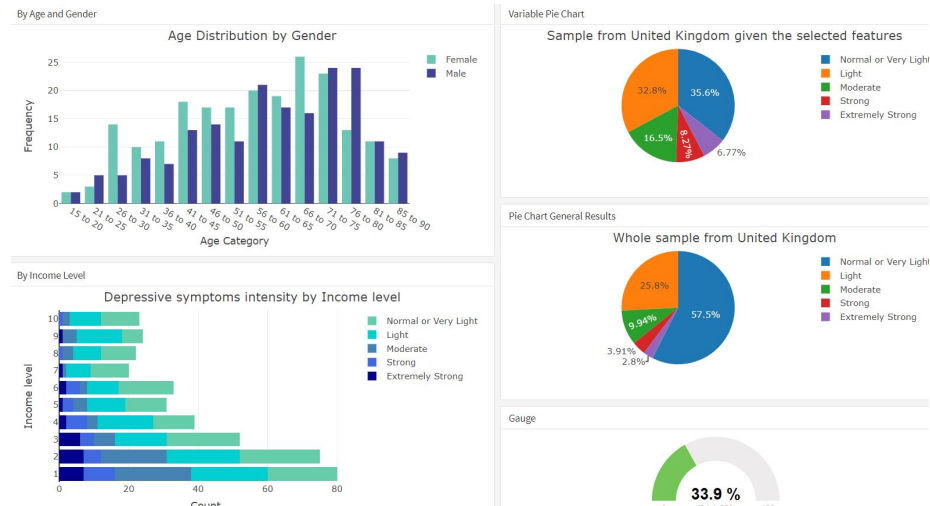 By Age and Gender
Age Distribution by Gender
Female
Male
25
20
15
10
5
0
Frequency
15 to 20
21 to 25
26 to 30
31 to 35
36 to 40
41 to 45
46 to 50
51 to 55
56 to 60
61 to 65
66 to 70
71 to 75
76 to 80
81 to 85
85 to 90
Age Category
By Income Level
Depressive symptoms intensity by Income level
Normal or Very Light
Light
Moderate
Strong
Extremely Strong
10
9
8
7
6
5
4
3
2
1
Income level
0
20
40
60
80
Count
Variable Pie Chart
Sample from United Kingdom given the selected features
Normal or Very Light
Light
Moderate
Strong
Extremely Strong
32.8%
35.6%
16.5%
8.27%
6.77%
Pie Chart General Results
Whole sample from United Kingdom
Normal or Very Light
Light
Moderate
Strong
Extremely Strong
25.8%
57.5%
9.94%
3.91%
2.8%
Gauge
33.9 %